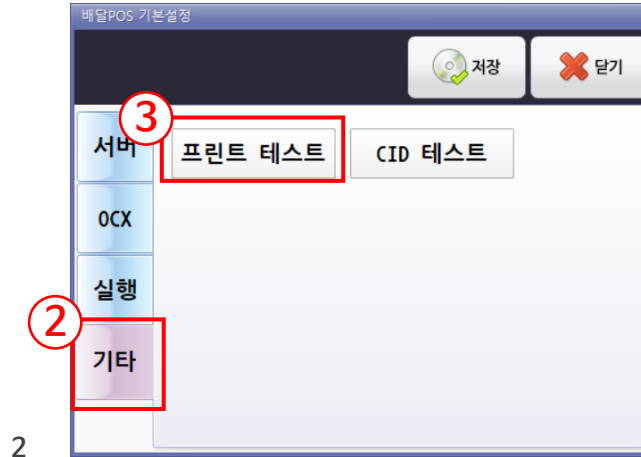 배달POS 기본설정
저장
닫기
③
서버
프린트 테스트
CID 테스트
OCX
실행
②
기타
2